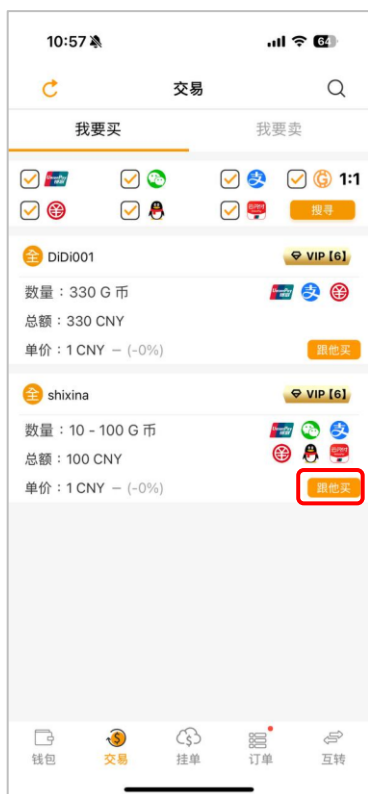 10:57 64
交易
我要买 我要卖
1:1
搜寻
全 DiDi001 VIP [6]
数量：330 G 币
总额：330 CNY
单价：1 CNY － (-0%) 跟他买
全 shixina VIP [6]
数量：10 - 100 G 币
总额：100 CNY
单价：1 CNY － (-0%) 跟他买
钱包 交易 挂单 订单 互转